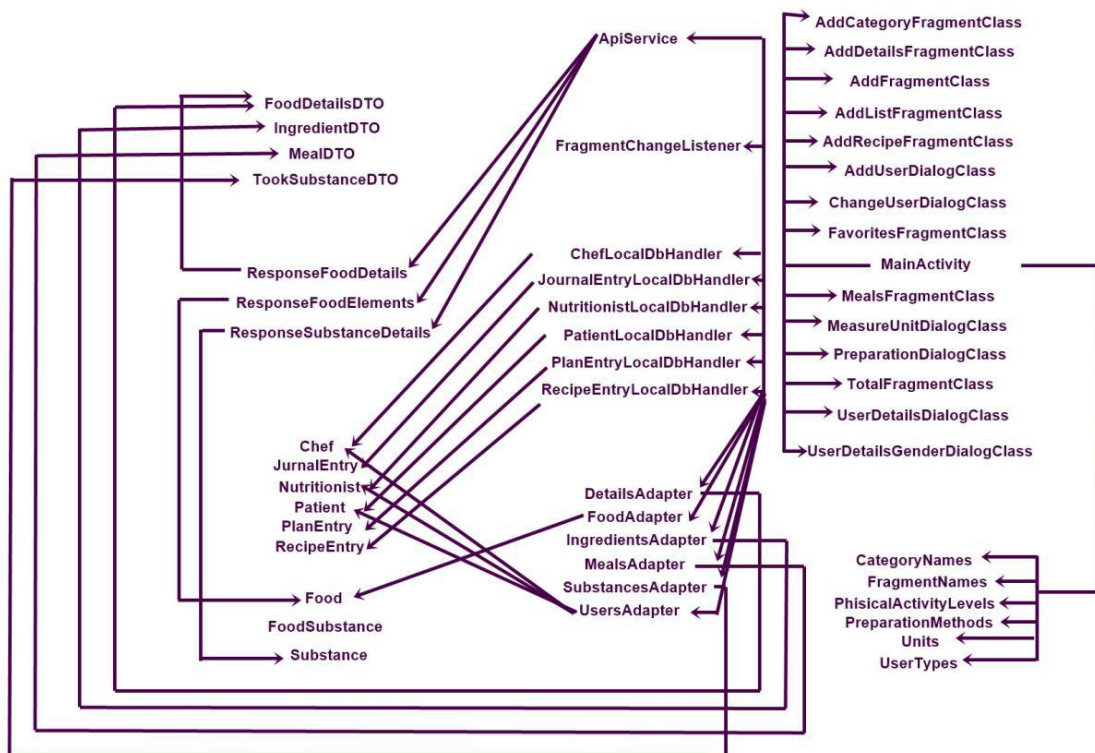 ApiService
FragmentChangeListener
FoodDetailsDTO
IngredientDTO
MealDTO
TookSubstanceDTO
ResponseFoodDetails
ResponseFoodElements
ResponseSubstanceDetails
ChefLocalDbHandler
JournalEntryLocalDbHandler
NutritionistLocalDbHandler
PatientLocalDbHandler
PlanEntryLocalDbHandler
RecipeEntryLocalDbHandler
Chef
JurnalEntry
Nutritionist
Patient
PlanEntry
RecipeEntry
Food
FoodSubstance
Substance
DetailsAdapter
FoodAdapter
IngredientsAdapter
MealsAdapter
SubstancesAdapter
UsersAdapter
AddCategoryFragmentClass
AddDetailsFragmentClass
AddFragmentClass
AddListFragmentClass
AddRecipeFragmentClass
AddUserDialogClass
ChangeUserDialogClass
FavoritesFragmentClass
MainActivity
MealsFragmentClass
MeasureUnitDialogClass
PreparationDialogClass
TotalFragmentClass
UserDetailsDialogClass
UserDetailsGenderDialogClass
CategoryNames
FragmentNames
PhisicalActivityLevels
PreparationMethods
Units
UserTypes